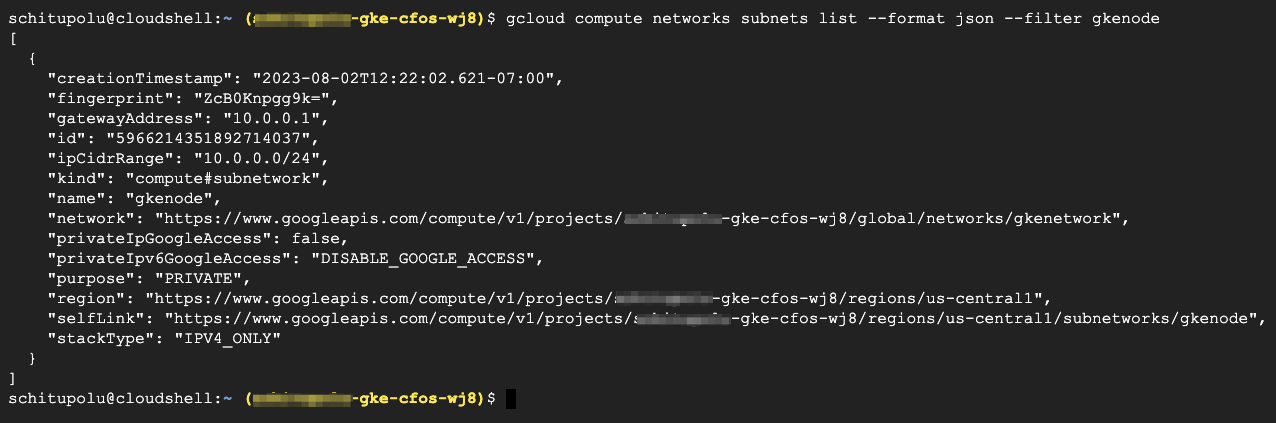 schitupolu@cloudshell:~ (-gke-cfos-wj8)$ gcloud compute networks subnets list --format json --filter gkenode
[
  {
    "creationTimestamp": "2023-08-02T12:22:02.621-07:00",
    "fingerprint": "ZcB0Knpgg9k=",
    "gatewayAddress": "10.0.0.1",
    "id": "5966214351892714037",
    "ipCidrRange": "10.0.0.0/24",
    "kind": "compute#subnetwork",
    "name": "gkenode",
    "network": "https://www.googleapis.com/compute/v1/projects/-gke-cfos-wj8/global/networks/gkenetwork",
    "privateIpGoogleAccess": false,
    "privateIpv6GoogleAccess": "DISABLE_GOOGLE_ACCESS",
    "purpose": "PRIVATE",
    "region": "https://www.googleapis.com/compute/v1/projects/-gke-cfos-wj8/regions/us-central1",
    "selfLink": "https://www.googleapis.com/compute/v1/projects/-gke-cfos-wj8/regions/us-central1/subnetworks/gkenode",
    "stackType": "IPV4_ONLY"
  }
]
schitupolu@cloudshell:~ (-gke-cfos-wj8)$